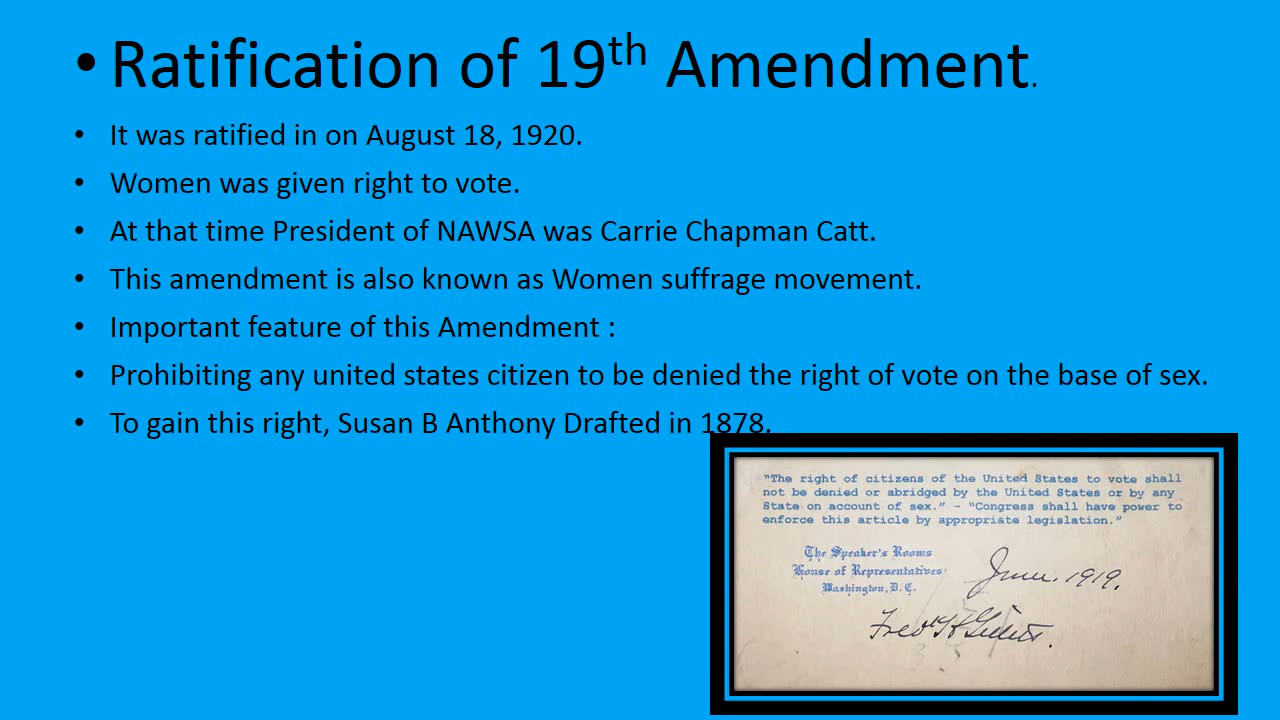 • Ratification of 19th Amendment.
• It was ratified in on August 18, 1920.
• Women was given right to vote.
• At that time President of NAWSA was Carrie Chapman Catt.
• This amendment is also known as Women suffrage movement.
• Important feature of this Amendment :
• Prohibiting any united states citizen to be denied the right of vote on the base of sex.
• To gain this right, Susan B Anthony Drafted in 1878.
"The right of citizens of the United States to vote shall
not be denied or abridged by the United States or by any
State on account of sex." – "Congress shall have power to
enforce this article by appropriate legislation."
The Speaker's Rooms
House of Representatives
Washington, D. C.
June. 1919.
Fredk H Gillett.